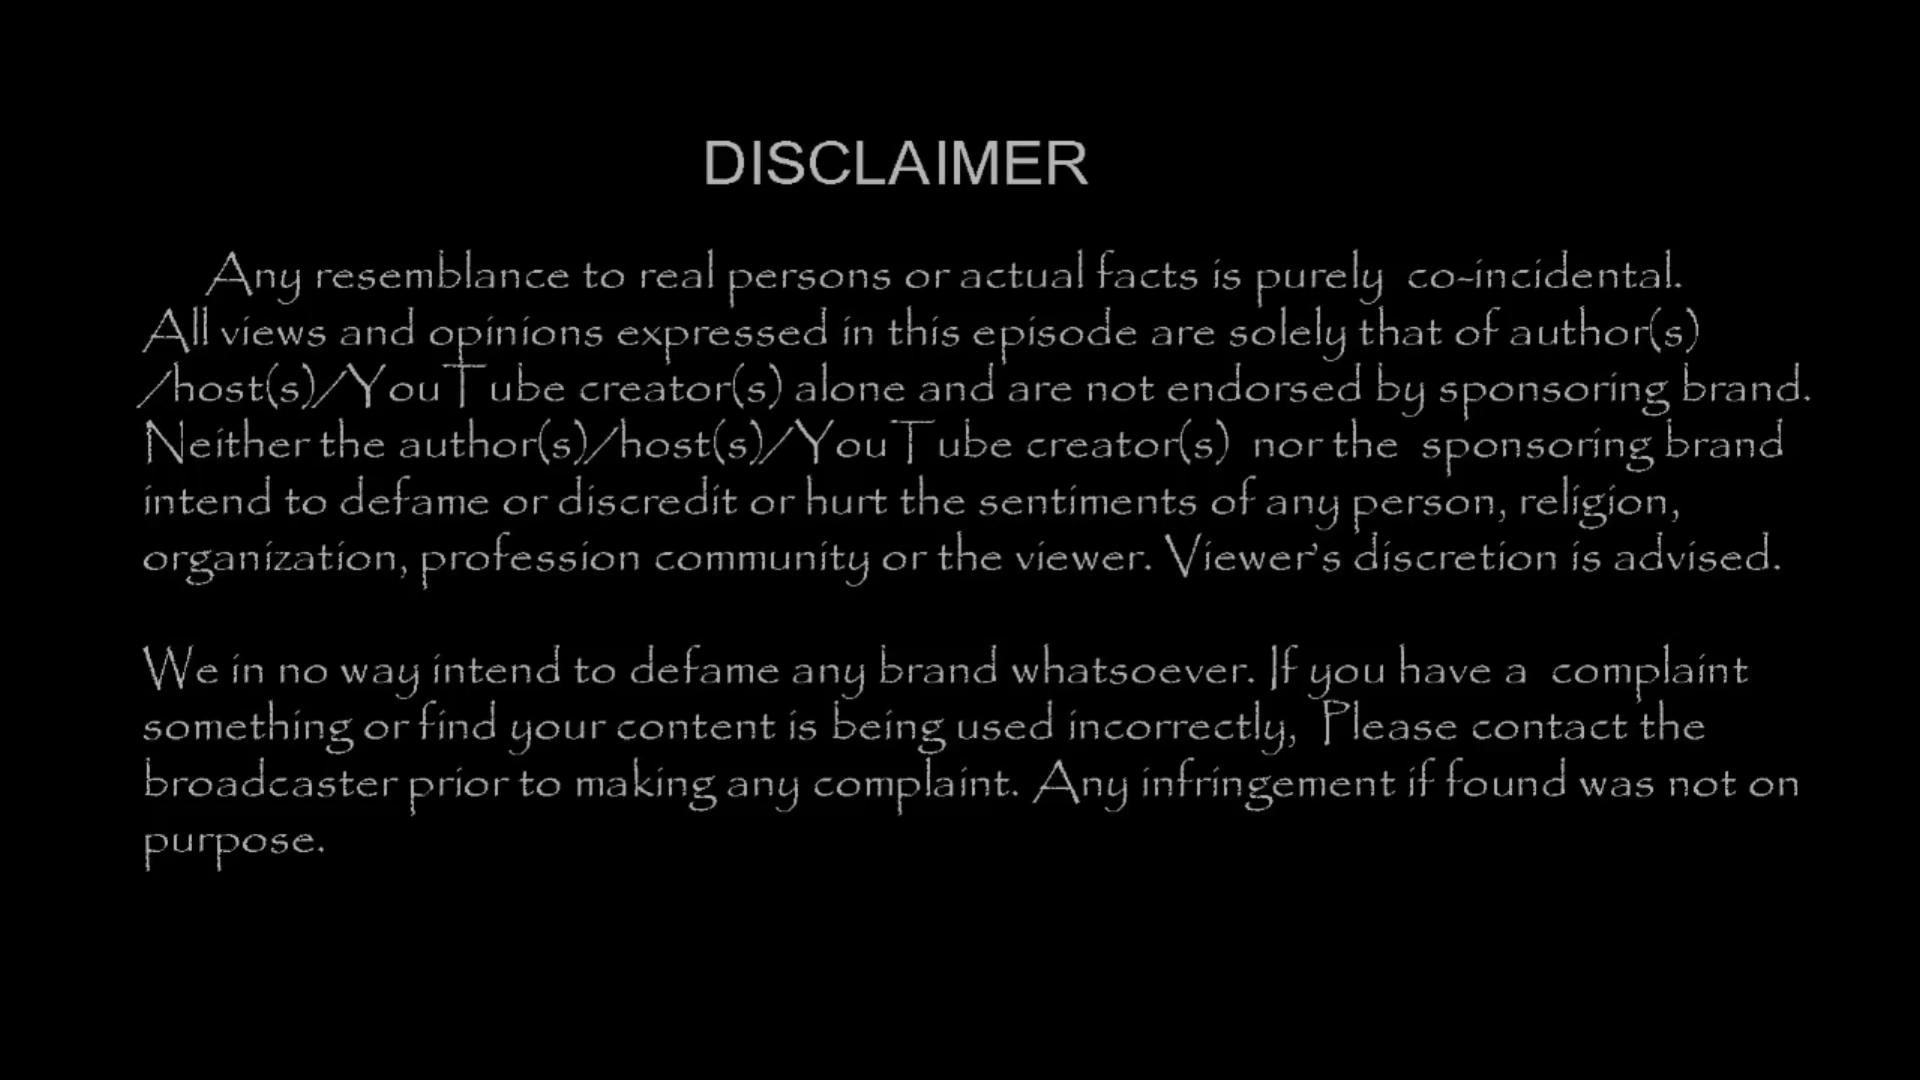 DISCLAIMER
Any resemblance to real persons or actual facts is purely co-incidental.
All views and opinions expressed in this episode are solely that of author(s)
/host(s)/YouTube creator(s) alone and are not endorsed by sponsoring brand.
Neither the author(s)/host(s)/YouTube creator(s) nor the sponsoring brand
intend to defame or discredit or hurt the sentiments of any person, religion,
organization, profession community or the viewer. Viewer's discretion is advised.
We in no way intend to defame any brand whatsoever. If you have a complaint
something or find your content is being used incorrectly, Please contact the
broadcaster prior to making any complaint. Any infringement if found was not on
purpose.